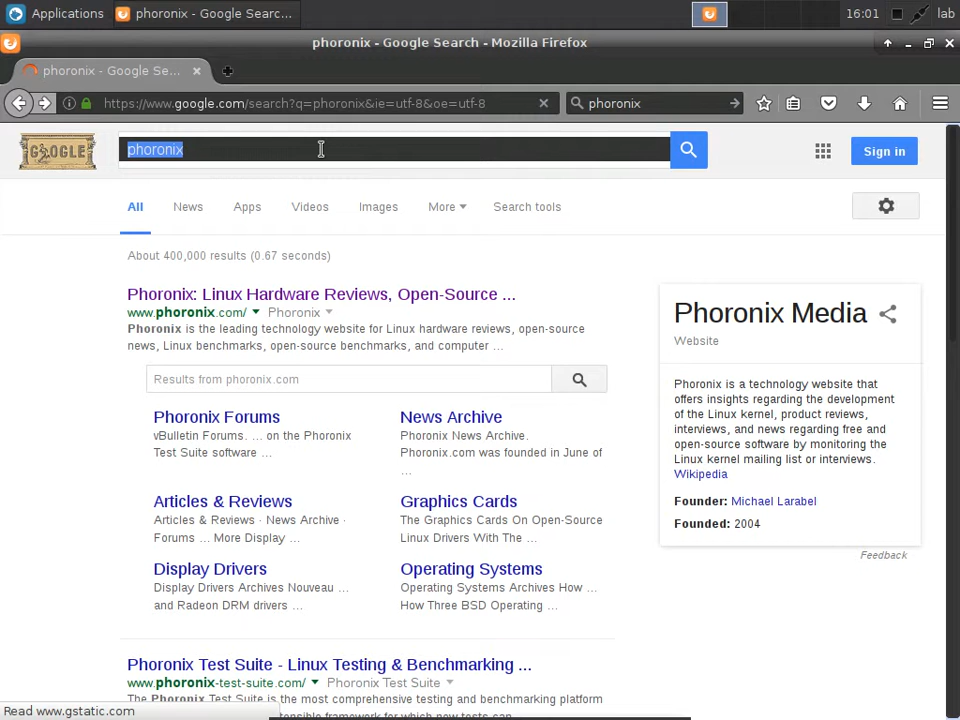 Applications phoronix - Google Searc... 16:01 lab
phoronix - Google Search - Mozilla Firefox
phoronix - Google Se...
https://www.google.com/search?q=phoronix&ie=utf-8&oe=utf-8 phoronix
GOOGLE phoronix Sign in
All News Apps Videos Images More Search tools
About 400,000 results (0.67 seconds)
Phoronix: Linux Hardware Reviews, Open-Source ...
www.phoronix.com/ Phoronix
Phoronix is the leading technology website for Linux hardware reviews, open-source
news, Linux benchmarks, open-source benchmarks, and computer ...
Results from phoronix.com
Phoronix Forums
vBulletin Forums. ... on the Phoronix
Test Suite software ...
News Archive
Phoronix News Archive.
Phoronix.com was founded in June of
...
Articles & Reviews
Articles & Reviews · News Archive ·
Forums ... More Display ...
Graphics Cards
The Graphics Cards On Open-Source
Linux Drivers With The ...
Display Drivers
Display Drivers Archives Nouveau ...
and Radeon DRM drivers ...
Operating Systems
Operating Systems Archives How ...
How Three BSD Operating ...
Phoronix Test Suite - Linux Testing & Benchmarking ...
www.phoronix-test-suite.com/ Phoronix Test Suite
The Phoronix Test Suite is the most comprehensive testing and benchmarking platform
framework for which new tests can
Phoronix Media
Website
Phoronix is a technology website that
offers insights regarding the development
of the Linux kernel, product reviews,
interviews, and news regarding free and
open-source software by monitoring the
Linux kernel mailing list or interviews.
Wikipedia
Founder: Michael Larabel
Founded: 2004
Feedback
Read www.gstatic.com